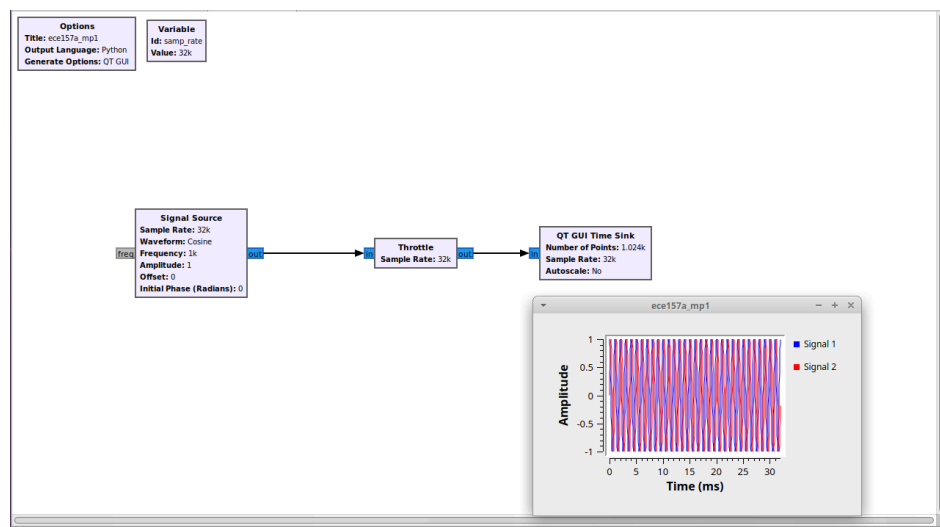 Options
Title: ece157a_mp1
Output Language: Python
Generate Options: QT GUI
Variable
Id: samp_rate
Value: 32k
Signal Source
Sample Rate: 32k
Waveform: Cosine
Frequency: 1k
Amplitude: 1
Offset: 0
Initial Phase (Radians): 0
freq
out
in
Throttle
Sample Rate: 32k
out
in
QT GUI Time Sink
Number of Points: 1.024k
Sample Rate: 32k
Autoscale: No
ece157a_mp1
Amplitude
1
0.5
0
-0.5
-1
0 5 10 15 20 25 30
Time (ms)
Signal 1
Signal 2